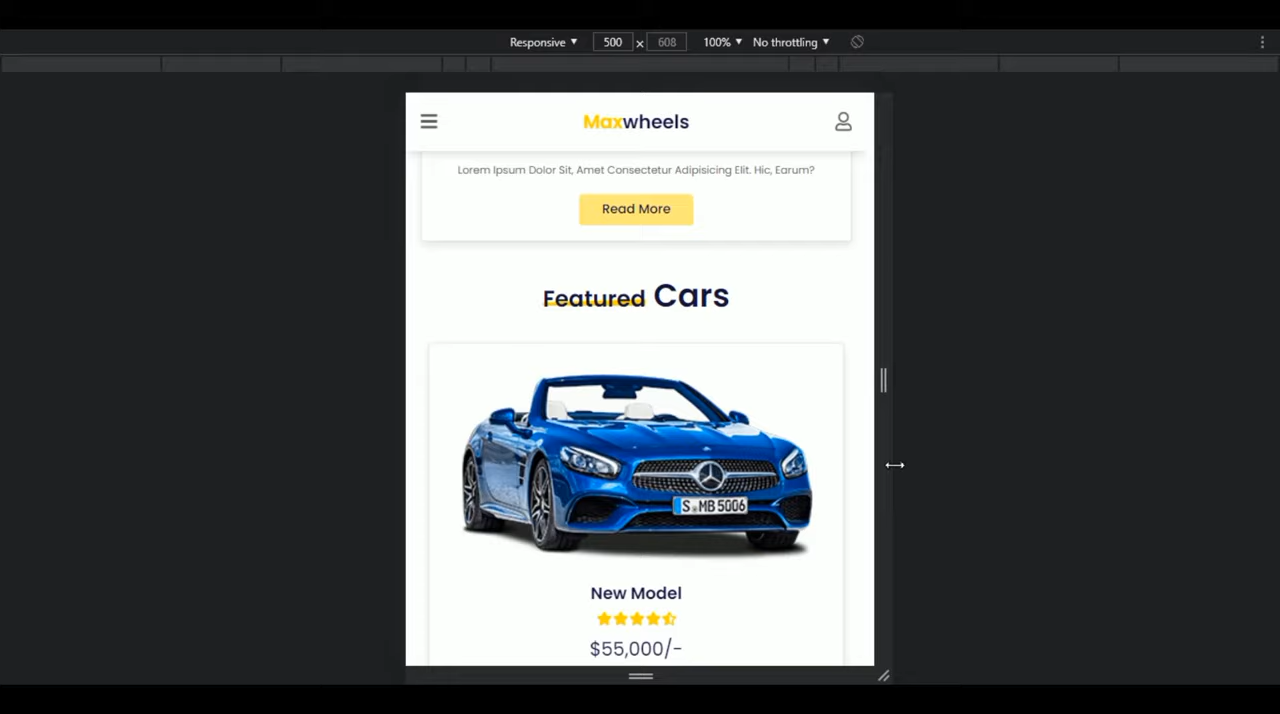 Responsive ▼ 500 × 608 100% ▼ No throttling ▼
Maxwheels
Lorem Ipsum Dolor Sit, Amet Consectetur Adipisicing Elit. Hic, Earum?
Read More
Featured Cars
S MB 5006
New Model
$55,000/-